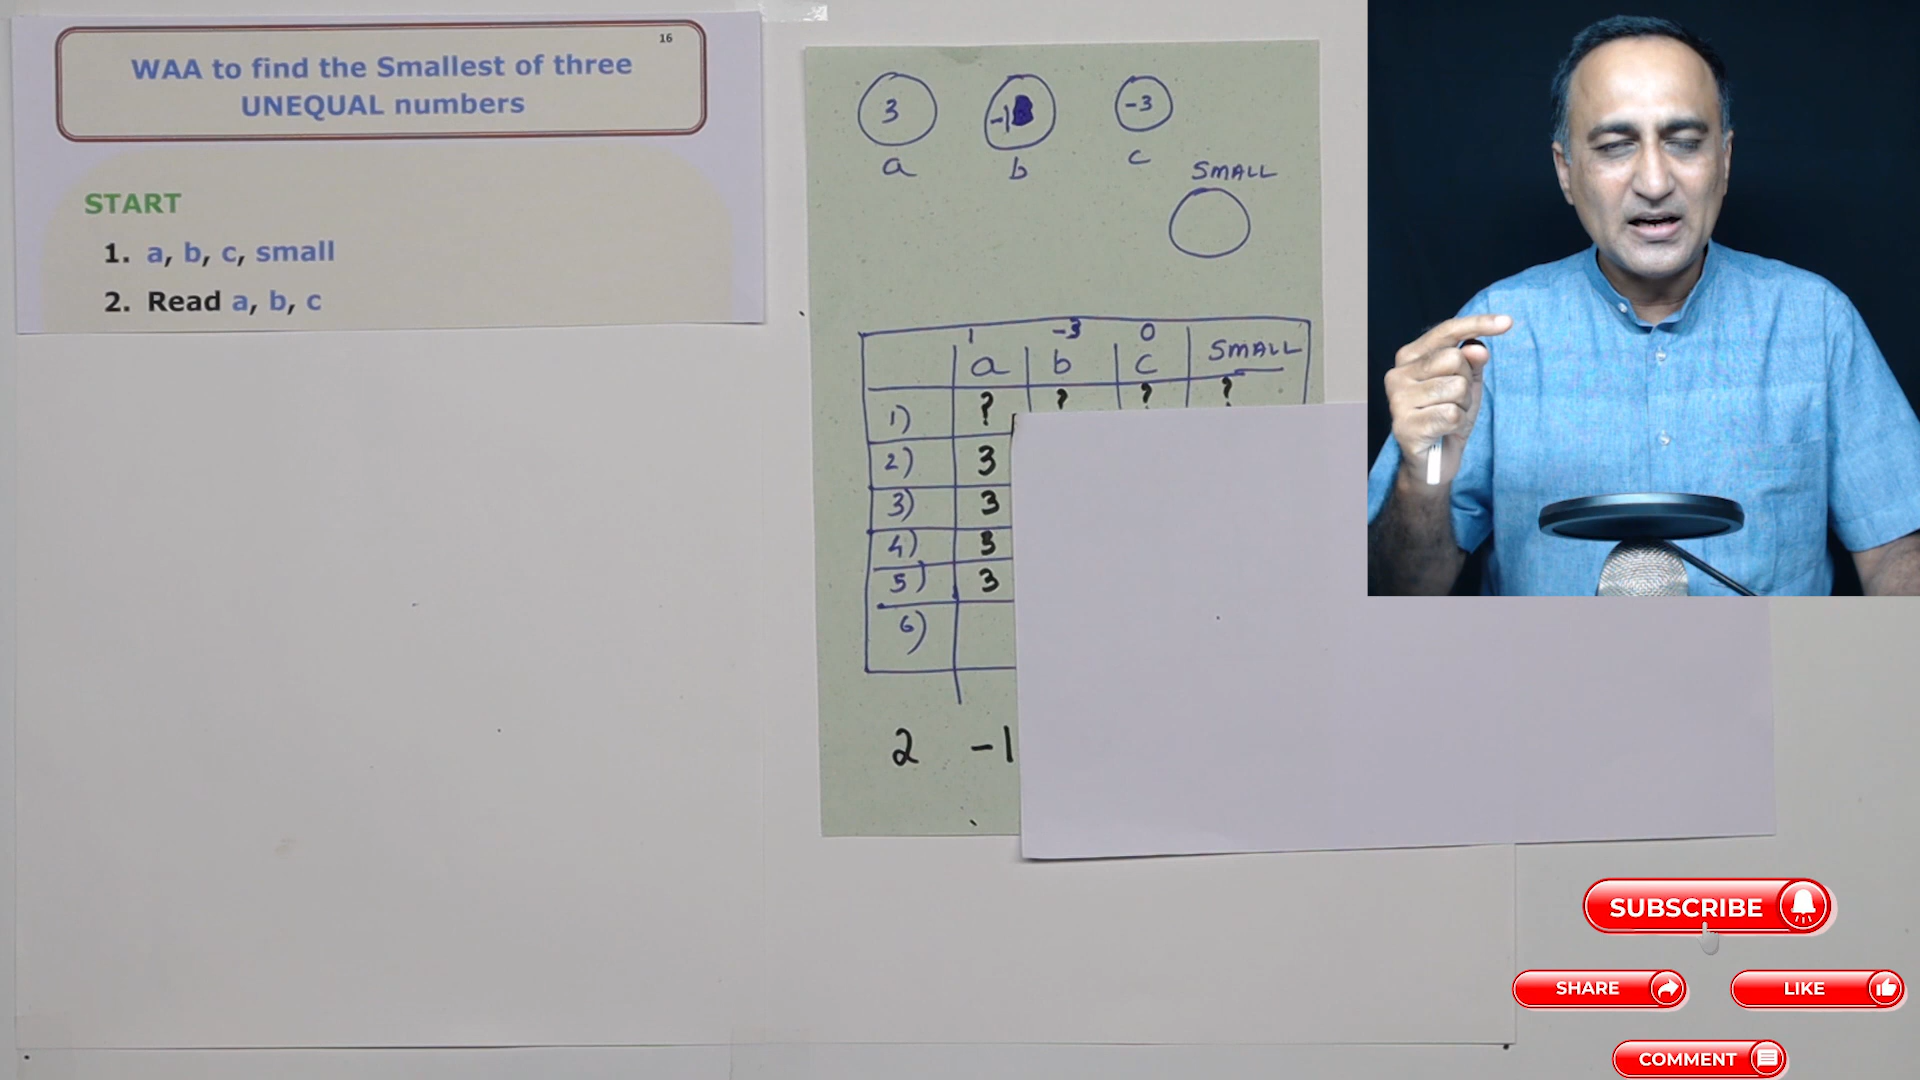 16
WAA to find the Smallest of three
UNEQUAL numbers
START
1. a, b, c, small
2. Read a, b, c
3 -1 -3
a b c
SMALL
1 -3 0
a b c SMALL
1) ? ? ? ?
2) 3
3) 3
4) 3
5) 3
6)
2 -1
SUBSCRIBE
SHARE LIKE
COMMENT